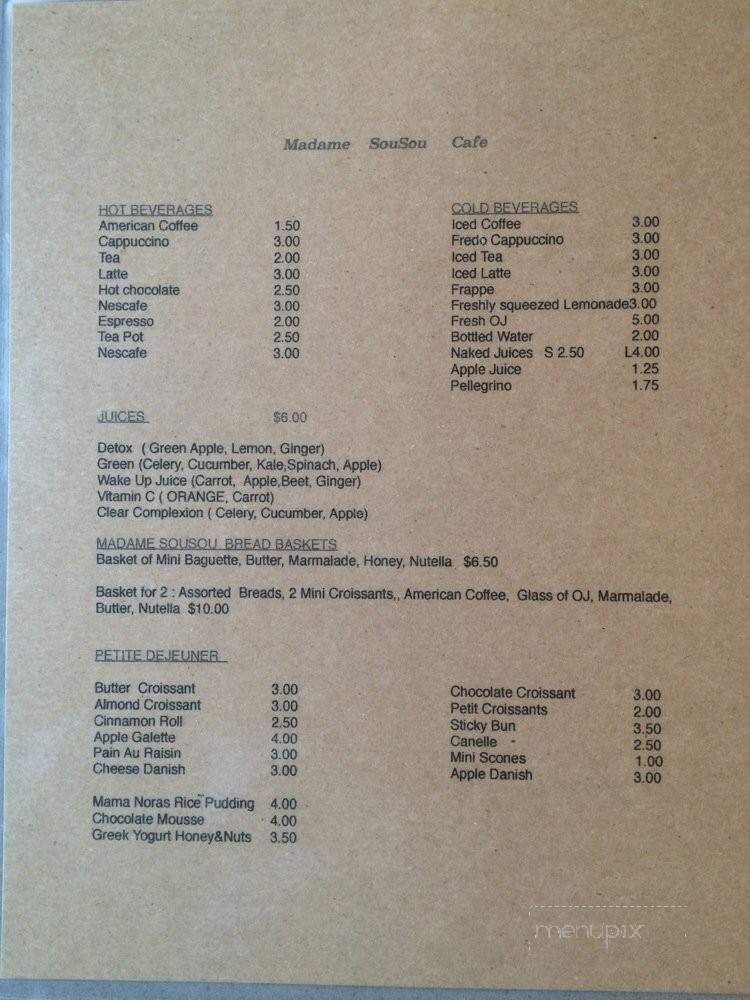 Madame SouSou Cafe
HOT BEVERAGES
American Coffee 1.50
Cappuccino 3.00
Tea 2.00
Latte 3.00
Hot chocolate 2.50
Nescafe 3.00
Espresso 2.00
Tea Pot 2.50
Nescafe 3.00
COLD BEVERAGES
Iced Coffee 3.00
Fredo Cappuccino 3.00
Iced Tea 3.00
Iced Latte 3.00
Frappe 3.00
Freshly squeezed Lemonade3.00
Fresh OJ 5.00
Bottled Water 2.00
Naked Juices S 2.50 L4.00
Apple Juice 1.25
Pellegrino 1.75
JUICES $6.00
Detox ( Green Apple, Lemon, Ginger)
Green (Celery, Cucumber, Kale,Spinach, Apple)
Wake Up Juice (Carrot, Apple,Beet, Ginger)
Vitamin C ( ORANGE, Carrot)
Clear Complexion ( Celery, Cucumber, Apple)
MADAME SOUSOU BREAD BASKETS
Basket of Mini Baguette, Butter, Marmalade, Honey, Nutella $6.50
Basket for 2 : Assorted Breads, 2 Mini Croissants,, American Coffee, Glass of OJ, Marmalade,
Butter, Nutella $10.00
PETITE DEJEUNER
Butter Croissant 3.00
Almond Croissant 3.00
Cinnamon Roll 2.50
Apple Galette 4.00
Pain Au Raisin 3.00
Cheese Danish 3.00
Chocolate Croissant 3.00
Petit Croissants 2.00
Sticky Bun 3.50
Canelle - 2.50
Mini Scones 1.00
Apple Danish 3.00
Mama Noras Rice Pudding 4.00
Chocolate Mousse 4.00
Greek Yogurt Honey&Nuts 3.50
menupix